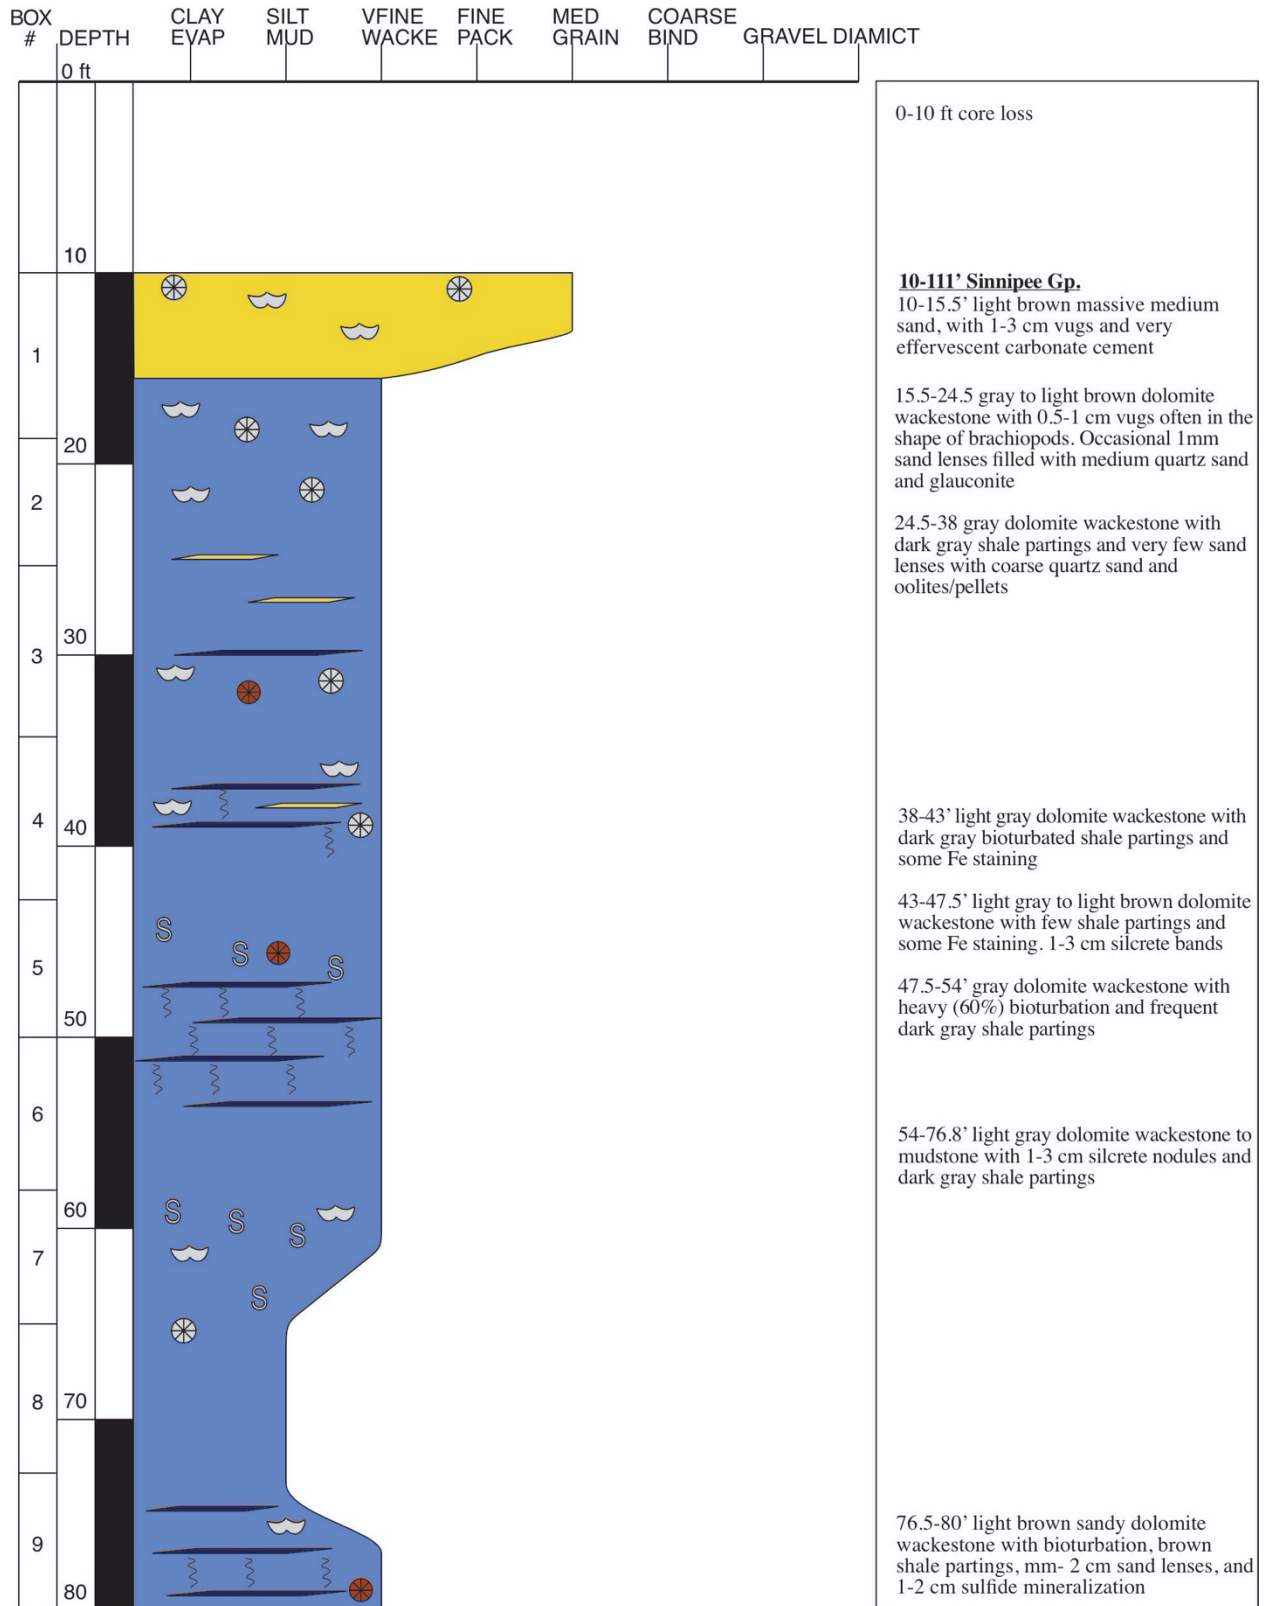 BOX
#
DEPTH
CLAY
EVAP
SILT
MUD
VFINE
WACKE
FINE
PACK
MED
GRAIN
COARSE
BIND
GRAVEL
DIAMICT
0 ft
0-10 ft core loss
10
10-111' Sinnipee Gp.
10-15.5' light brown massive medium
sand, with 1-3 cm vugs and very
effervescent carbonate cement
1
15.5-24.5 gray to light brown dolomite
wackestone with 0.5-1 cm vugs often in the
shape of brachiopods. Occasional 1mm
sand lenses filled with medium quartz sand
and glauconite
20
2
24.5-38 gray dolomite wackestone with
dark gray shale partings and very few sand
lenses with coarse quartz sand and
oolites/pellets
30
3
4
40
38-43' light gray dolomite wackestone with
dark gray bioturbated shale partings and
some Fe staining
43-47.5' light gray to light brown dolomite
wackestone with few shale partings and
some Fe staining. 1-3 cm silcrete bands
S
S
S
5
47.5-54' gray dolomite wackestone with
heavy (60%) bioturbation and frequent
dark gray shale partings
50
6
54-76.8' light gray dolomite wackestone to
mudstone with 1-3 cm silcrete nodules and
dark gray shale partings
60
S
S
S
7
S
8
70
9
76.5-80' light brown sandy dolomite
wackestone with bioturbation, brown
shale partings, mm- 2 cm sand lenses, and
1-2 cm sulfide mineralization
80